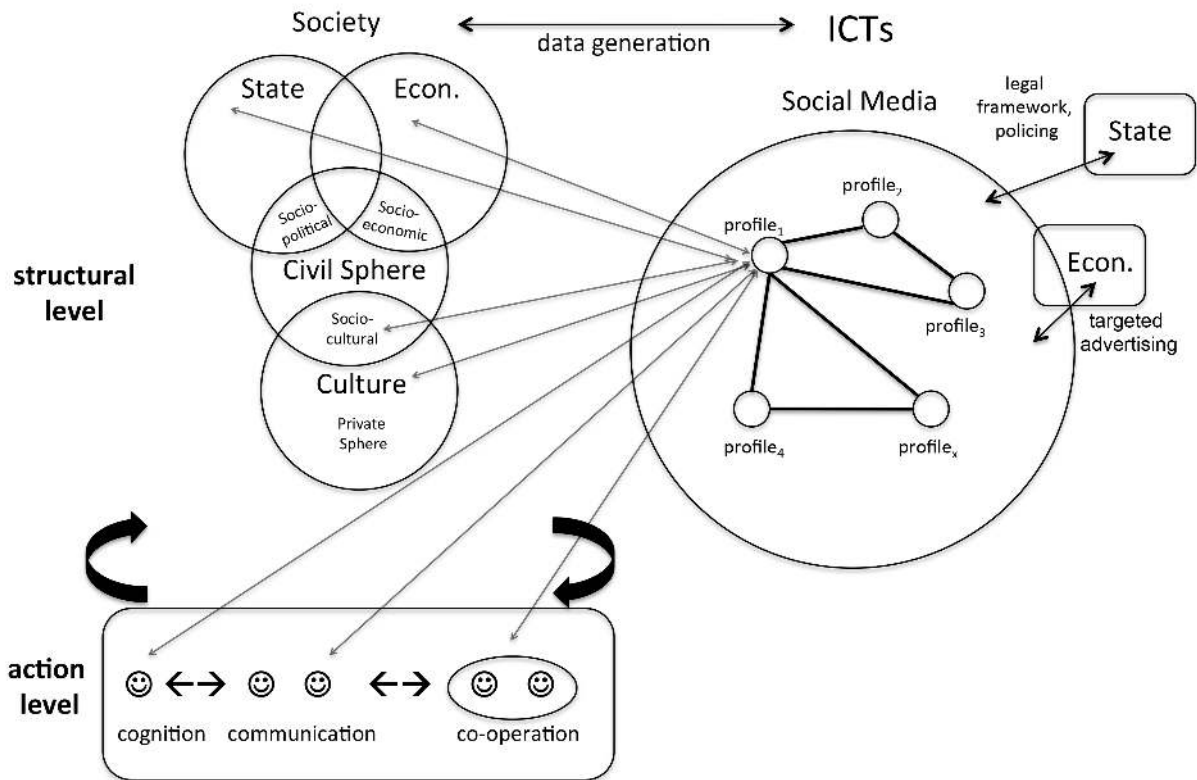 Society
data generation
ICTs
State
Econ.
Social Media
legal
framework,
policing
State
profile₂
profile₁
Socio-
political
Socio-
economic
Civil Sphere
structural
level
Econ.
profile₃
targeted
advertising
Socio-
cultural
Culture
Private
Sphere
profile₄
profileₓ
action
level
cognition
communication
co-operation